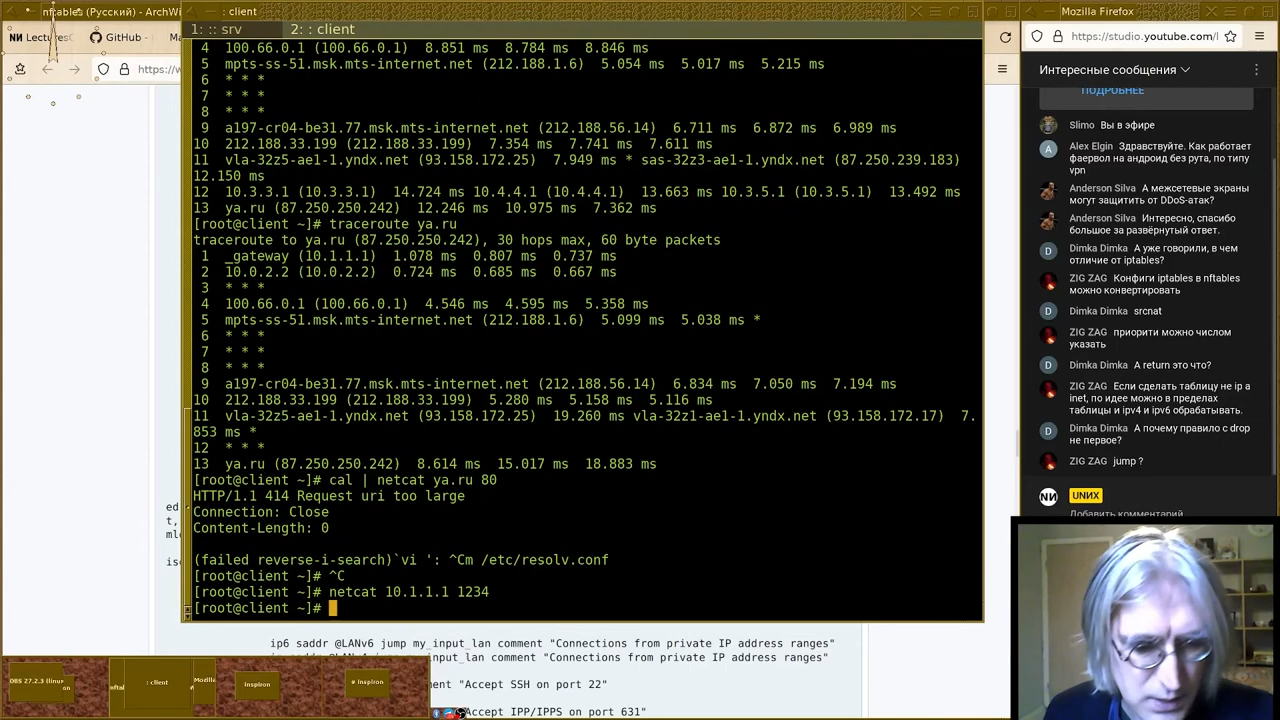 nftables (Русский) - ArchWi
: client
Mozilla Firefox
LecturesC
GitHub -
Ma
https://studio.youtube.com/l
https://w
1: :: srv
2: : client
Интересные сообщения
4 100.66.0.1 (100.66.0.1) 8.851 ms 8.784 ms 8.846 ms
5 mpts-ss-51.msk.mts-internet.net (212.188.1.6) 5.054 ms 5.017 ms 5.215 ms
6 * * *
7 * * *
8 * * *
9 a197-cr04-be31.77.msk.mts-internet.net (212.188.56.14) 6.711 ms 6.872 ms 6.989 ms
10 212.188.33.199 (212.188.33.199) 7.354 ms 7.741 ms 7.611 ms
11 vla-32z5-ae1-1.yndx.net (93.158.172.25) 7.949 ms * sas-32z3-ae1-1.yndx.net (87.250.239.183)
12.150 ms
12 10.3.3.1 (10.3.3.1) 14.724 ms 10.4.4.1 (10.4.4.1) 13.663 ms 10.3.5.1 (10.3.5.1) 13.492 ms
13 ya.ru (87.250.250.242) 12.246 ms 10.975 ms 7.362 ms
[root@client ~]# traceroute ya.ru
traceroute to ya.ru (87.250.250.242), 30 hops max, 60 byte packets
1 _gateway (10.1.1.1) 1.078 ms 0.807 ms 0.737 ms
2 10.0.2.2 (10.0.2.2) 0.724 ms 0.685 ms 0.667 ms
3 * * *
4 100.66.0.1 (100.66.0.1) 4.546 ms 4.595 ms 5.358 ms
5 mpts-ss-51.msk.mts-internet.net (212.188.1.6) 5.099 ms 5.038 ms *
6 * * *
7 * * *
8 * * *
9 a197-cr04-be31.77.msk.mts-internet.net (212.188.56.14) 6.834 ms 7.050 ms 7.194 ms
10 212.188.33.199 (212.188.33.199) 5.280 ms 5.158 ms 5.116 ms
11 vla-32z5-ae1-1.yndx.net (93.158.172.25) 19.260 ms vla-32z1-ae1-1.yndx.net (93.158.172.17) 7.
853 ms *
12 * * *
13 ya.ru (87.250.250.242) 8.614 ms 15.017 ms 18.883 ms
[root@client ~]# cal | netcat ya.ru 80
HTTP/1.1 414 Request uri too large
Connection: Close
Content-Length: 0
(failed reverse-i-search)`vi ': ^Cm /etc/resolv.conf
[root@client ~]# ^C
[root@client ~]# netcat 10.1.1.1 1234
[root@client ~]#
ПОДРОБНЕЕ
Slimo Вы в эфире
Alex Elgin Здравствуйте. Как работает
фаервол на андроид без рута, по типу
vpn
Anderson Silva А межсетевые экраны
могут защитить от DDoS-атак?
Anderson Silva Интересно, спасибо
большое за развёрнутый ответ.
Dimka Dimka А уже говорили, в чем
отличие от iptables?
ZIG ZAG Конфиги iptables в nftables
можно конвертировать
Dimka Dimka srcnat
ZIG ZAG приорити можно числом
указать
Dimka Dimka А return это что?
ZIG ZAG Если сделать таблицу не ip а
inet, по идее можно в пределах
таблицы и ipv4 и ipv6 обрабатывать.
Dimka Dimka А почему правило с drop
не первое?
ZIG ZAG jump ?
UNИX
Добавить комментарий
ip6 saddr @LANv6 jump my_input_lan comment "Connections from private IP address ranges"
my_input_lan comment "Connections from private IP address ranges"
ment "Accept SSH on port 22"
Accept IPP/IPPS on port 631"
OBS 27.2.3 (linux
: client
Mozilla
Inspiron
# Inspiron